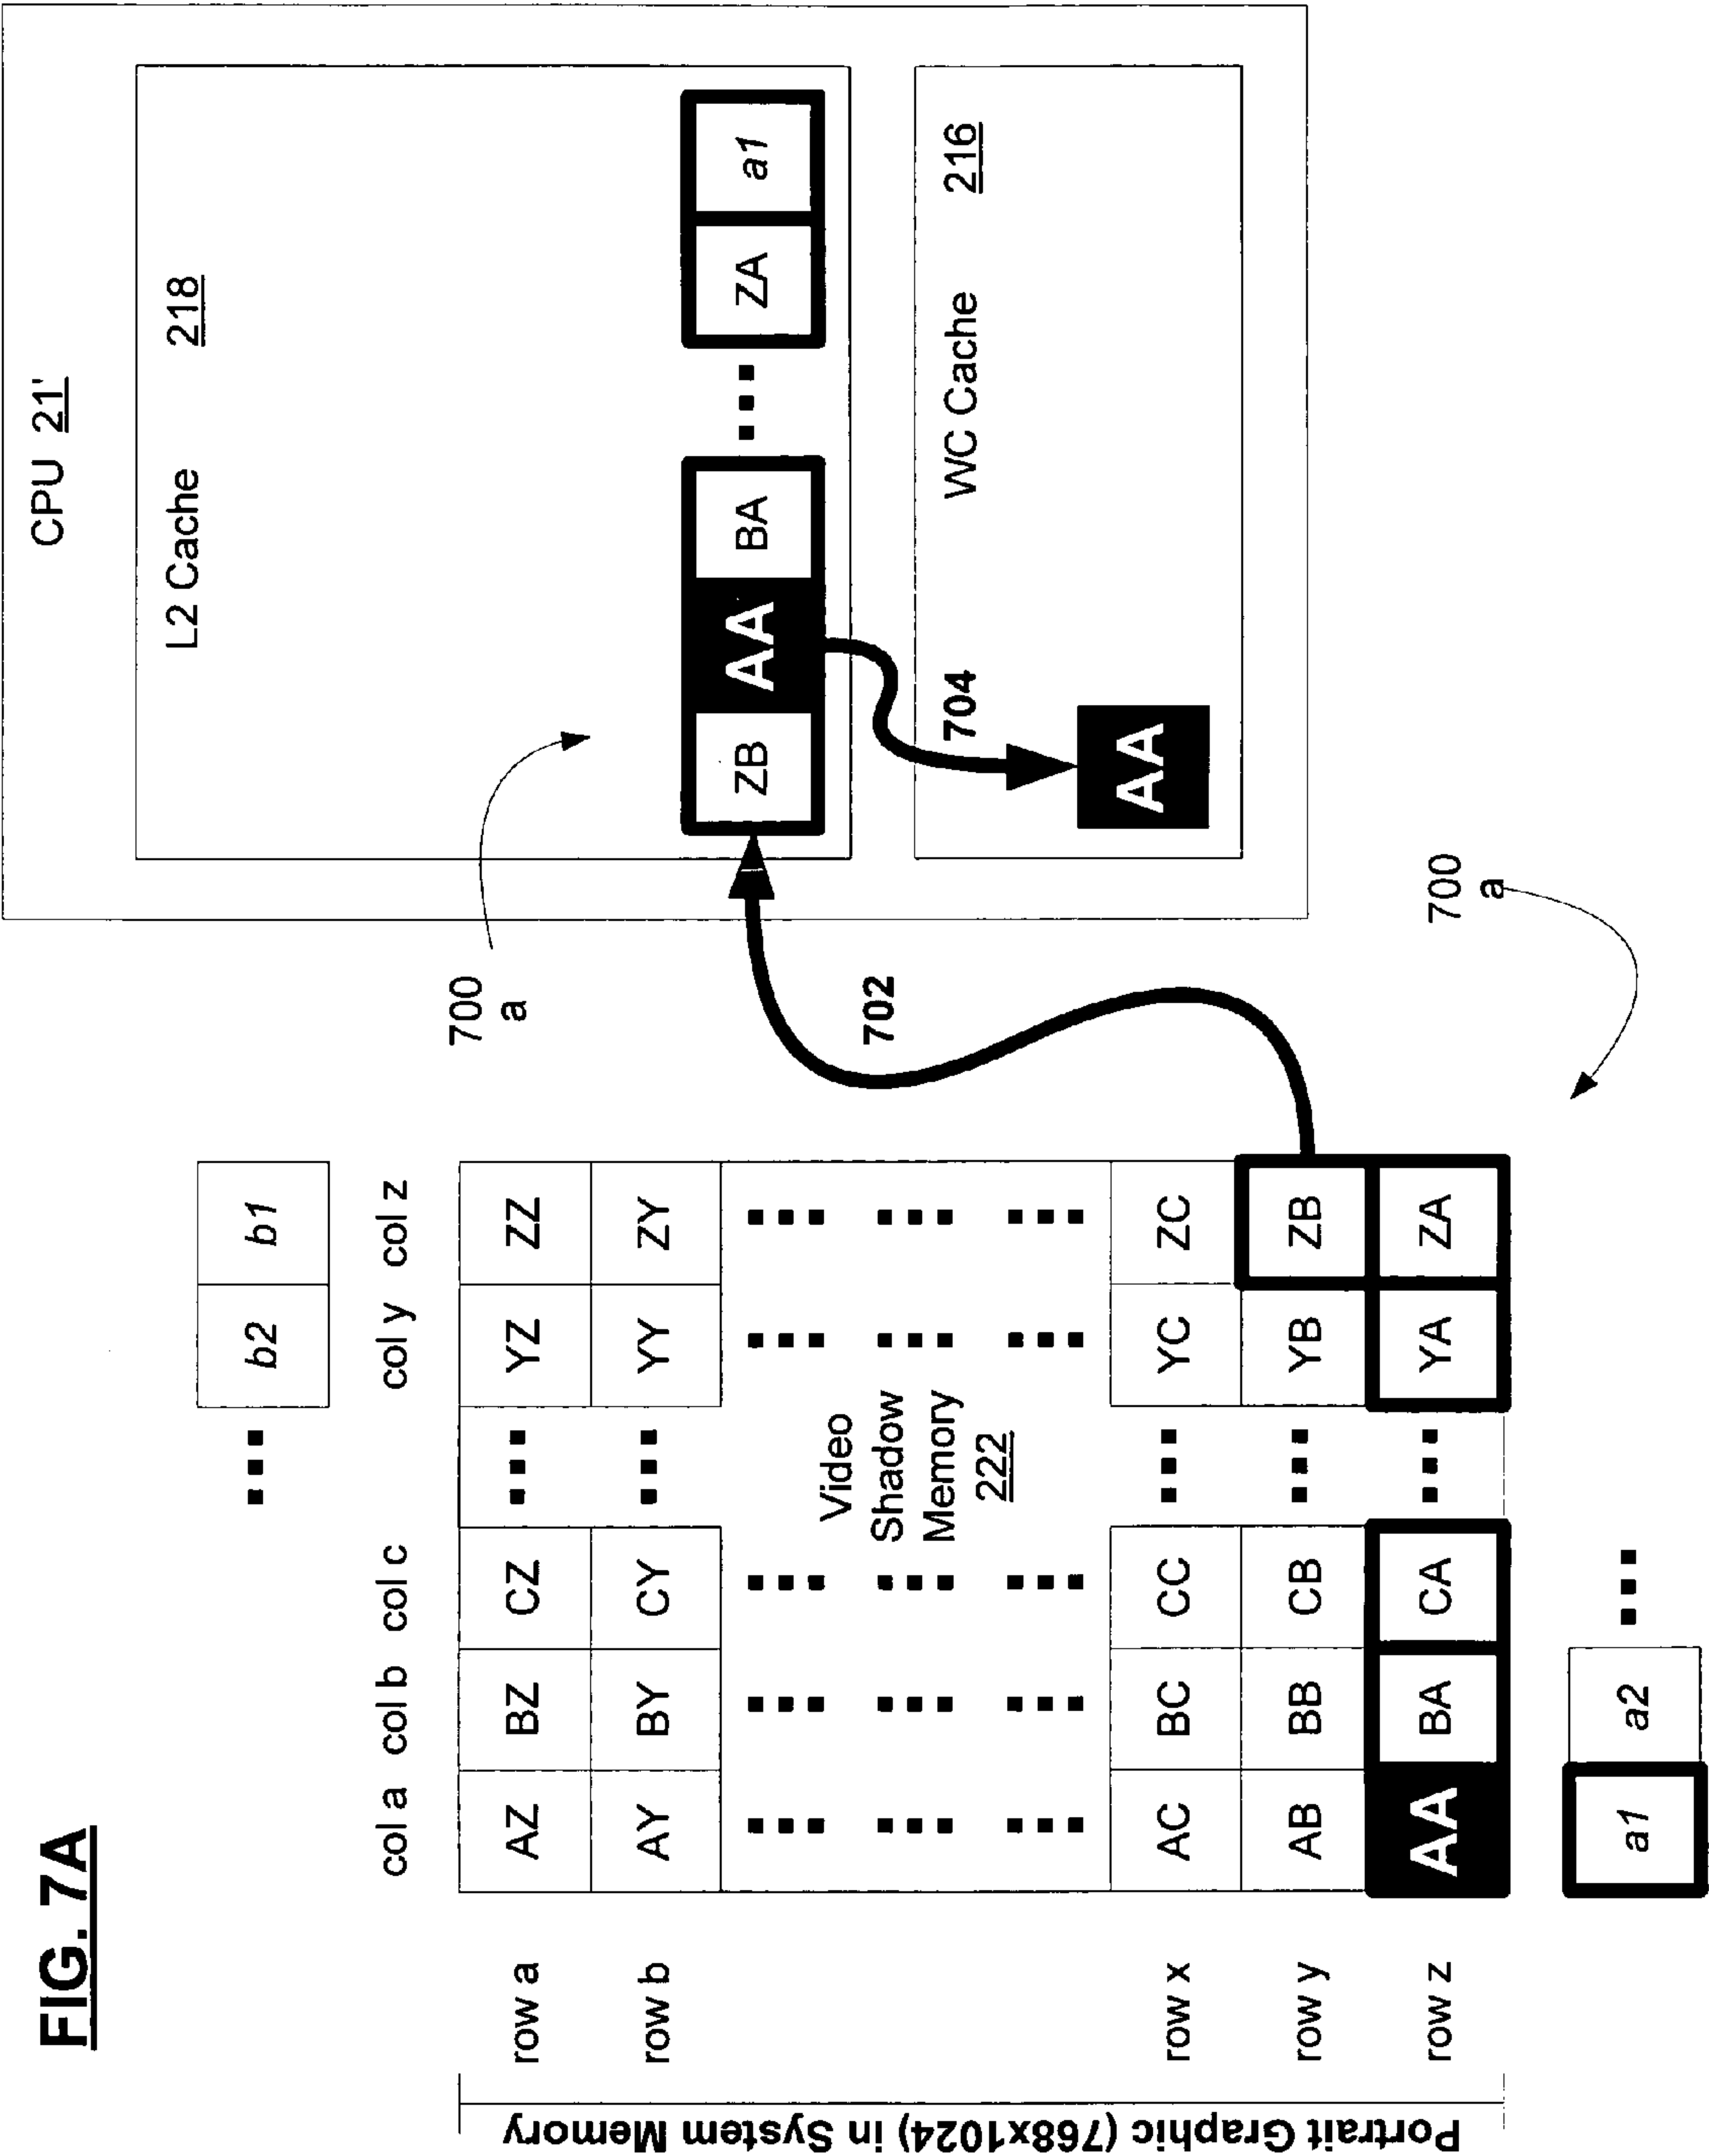 FIG. 7A
CPU 21'
L2 Cache 218
b2 b1
col a col b col c col y col z
row a AZ BZ CZ ▪▪▪ YZ ZZ
row b AY BY CY ▪▪▪ YY ZY
Video
Shadow
Memory
222
row x AC BC CC ▪▪▪ YC ZC
row y AB BB CB ▪▪▪ YB ZB
row z AA BA CA ▪▪▪ YA ZA
a1 a2
Portrait Graphic (768x1024) in System Memory
700
a
702
ZB AA BA ▪▪▪ ZA a1
704
WC Cache 216
AA
700
a